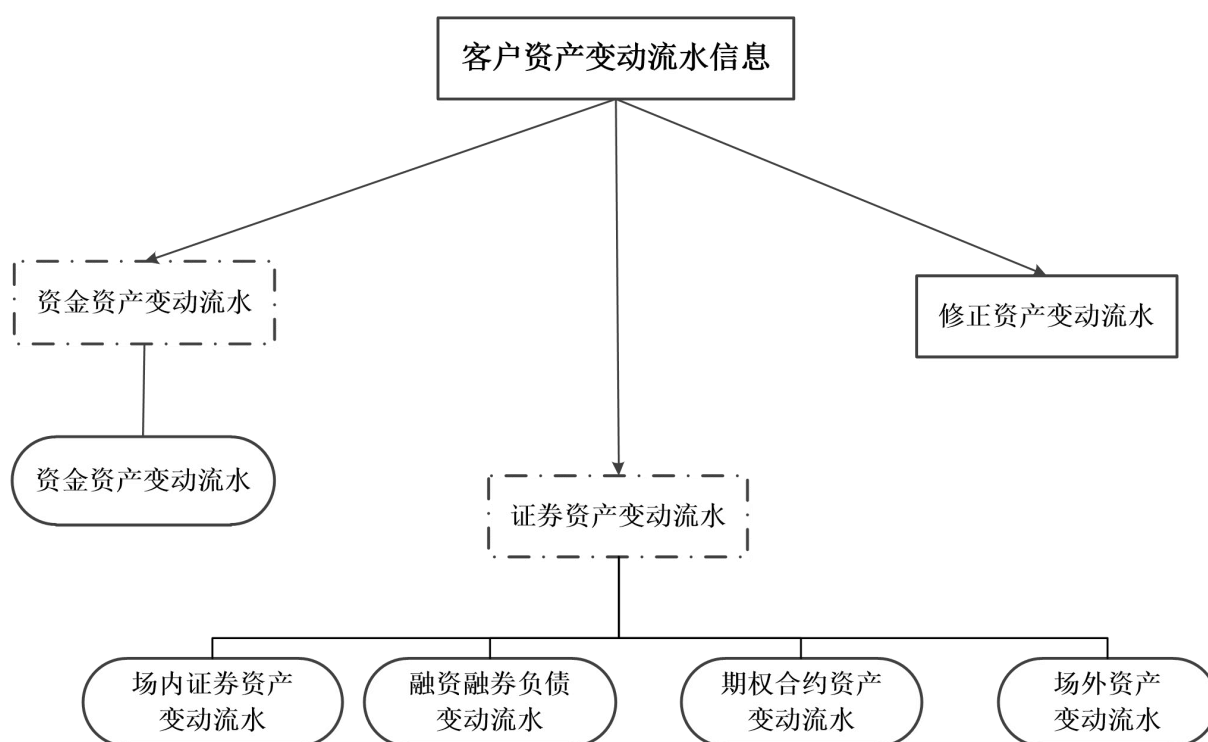 客户资产变动流水信息
资金资产变动流水
修正资产变动流水
资金资产变动流水
证券资产变动流水
场内证券资产
变动流水
融资融券负债
变动流水
期权合约资产
变动流水
场外资产
变动流水